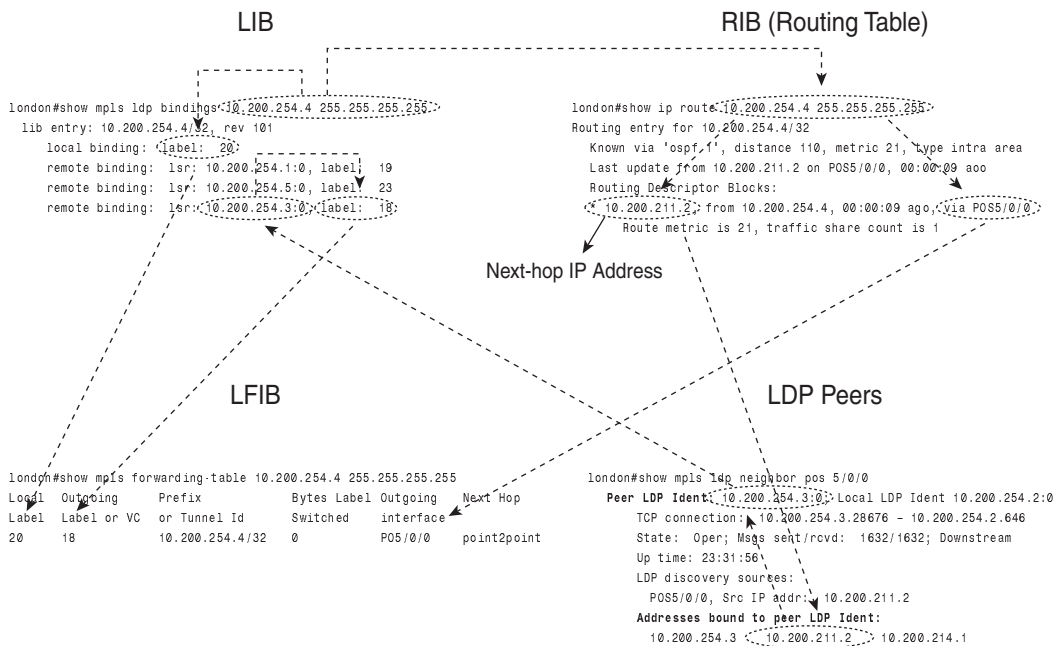 LIB
london#show mpls ldp bindings 10.200.254.4 255.255.255.255
lib entry: 10.200.254.4/32, rev 101
local binding: label: 20
remote binding: lsr: 10.200.254.1:0, label: 19
remote binding: lsr: 10.200.254.5:0, label: 23
remote binding: lsr: 10.200.254.3:0, label: 18
RIB (Routing Table)
london#show ip route 10.200.254.4 255.255.255.255
Routing entry for 10.200.254.4/32
Known via 'ospf 1', distance 110, metric 21, type intra area
Last update from 10.200.211.2 on POS5/0/0, 00:00:09 aoo
Routing Descriptor Blocks:
* 10.200.211.2, from 10.200.254.4, 00:00:09 ago, via POS5/0/0
Route metric is 21, traffic share count is 1
Next-hop IP Address
LFIB
london#show mpls forwarding-table 10.200.254.4 255.255.255.255
Local Outgoing Prefix Bytes Label Outgoing Next Hop
Label Label or VC or Tunnel Id Switched interface
20 18 10.200.254.4/32 0 PO5/0/0 point2point
LDP Peers
london#show mpls ldp neighbor pos 5/0/0
Peer LDP Ident: 10.200.254.3:0; Local LDP Ident 10.200.254.2:0
TCP connection: 10.200.254.3.28676 – 10.200.254.2.646
State: Oper; Msgs sent/rcvd: 1632/1632; Downstream
Up time: 23:31:56
LDP discovery sources:
POS5/0/0, Src IP addr: 10.200.211.2
Addresses bound to peer LDP Ident:
10.200.254.3 10.200.211.2 10.200.214.1